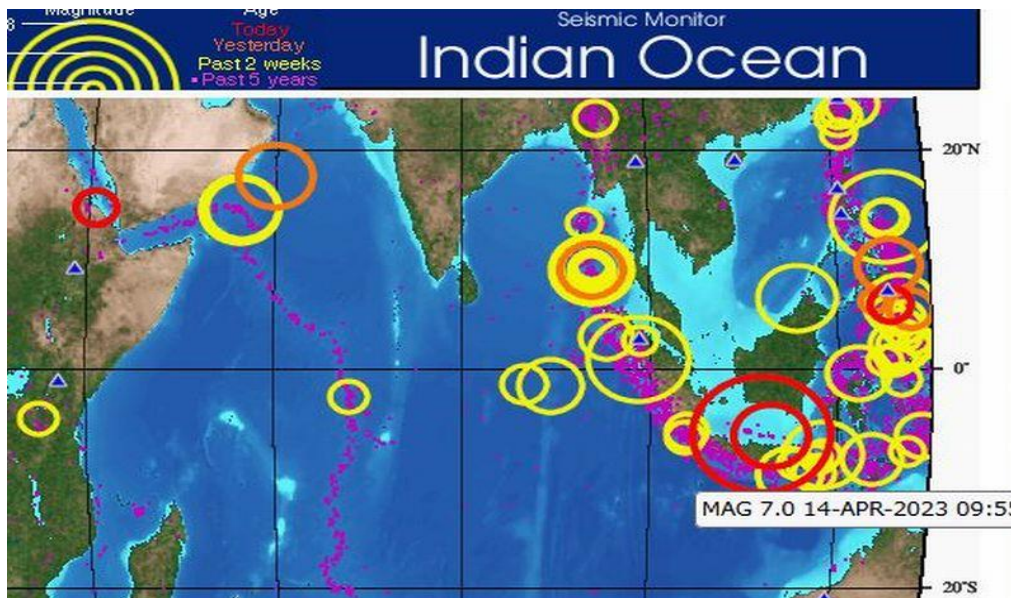 Magnitude
8
Age
Today
Yesterday
Past 2 weeks
Past 5 years
Seismic Monitor
Indian Ocean
20°N
0°
MAG 7.0 14-APR-2023 09:55
20°S